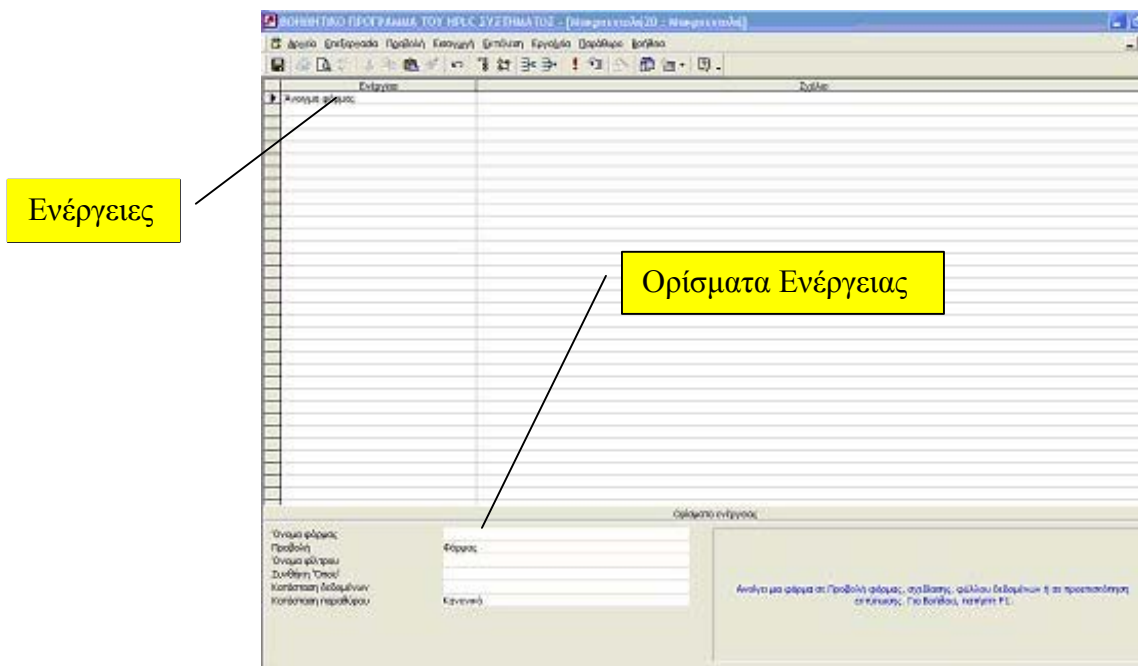 ΒΟΗΘΗΤΙΚΟ ΠΡΟΓΡΑΜΜΑ ΤΟΥ HPLC ΣΥΣΤΗΜΑΤΟΣ - [Μακροεντολή20 : Μακροεντολή]
Αρχείο Επεξεργασία Προβολή Εισαγωγή Εκτέλεση Εργαλεία Παράθυρο Βοήθεια
Ενέργεια Σχόλιο
Άνοιγμα φόρμας
Ενέργειες
Ορίσματα Ενέργειας
Ορίσματα ενέργειας
Όνομα φόρμας
Προβολή Φόρμας
Όνομα φίλτρου
Συνθήκη 'Όπου'
Κατάσταση δεδομένων
Κατάσταση παραθύρου Κανονικό
Ανοίγει μια φόρμα σε Προβολή φόρμας, σχεδίασης, φύλλου δεδομένων ή σε προεπισκόπηση
εκτύπωσης. Για Βοήθεια, πατήστε F1.